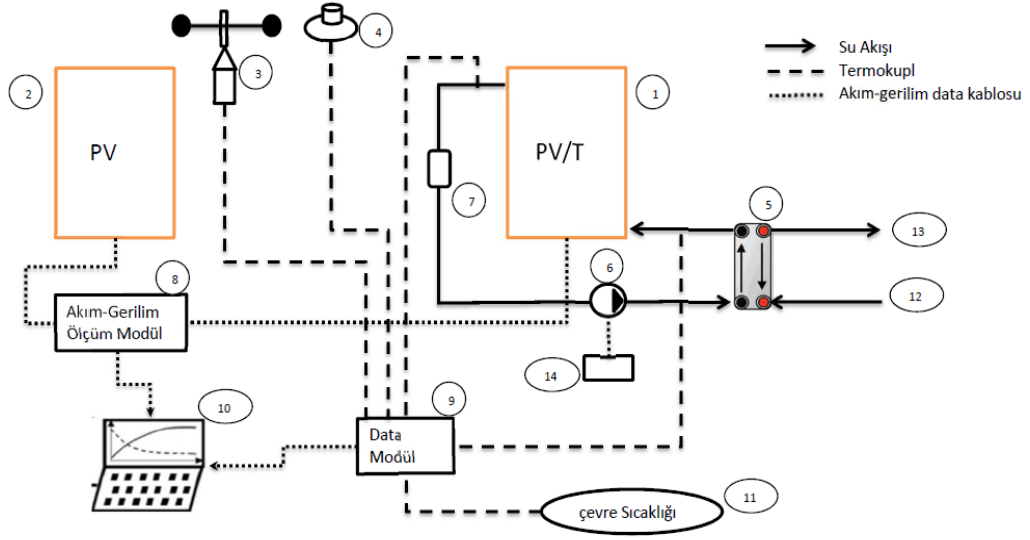 4
3
2
1
Su Akışı
Termokupl
Akım-gerilim data kablosu
PV
PV/T
7
5
13
8
6
12
Akım-Gerilim
Ölçüm Modül
14
10
9
Data
Modül
11
çevre Sıcaklığı